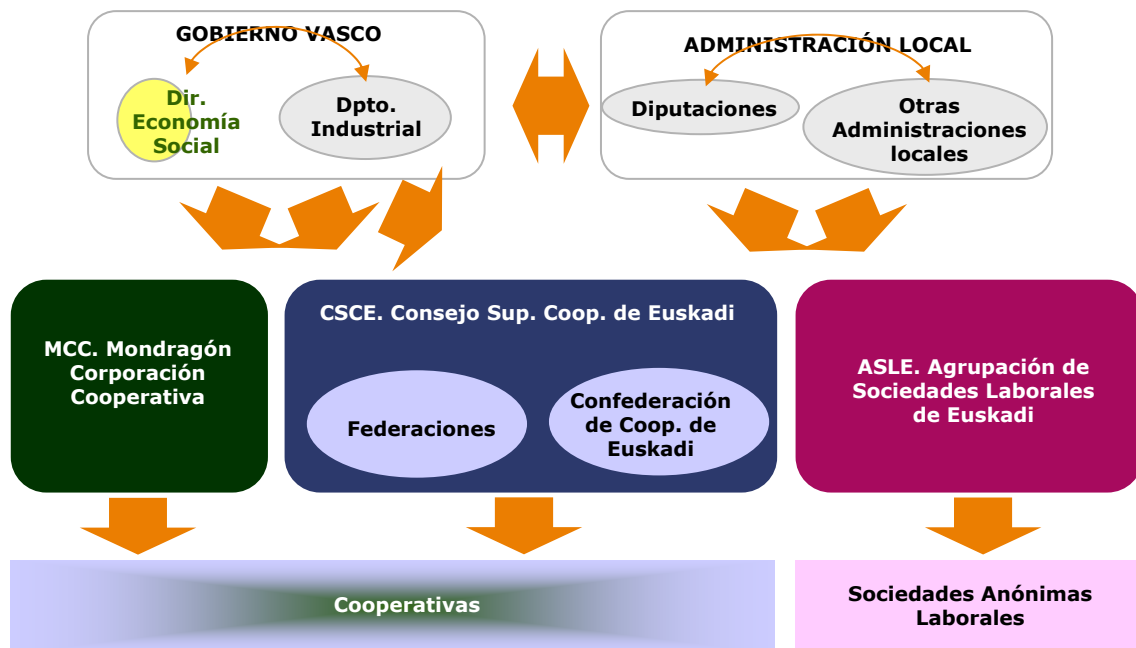 GOBIERNO VASCO
Dir.
Economía
Social
Dpto.
Industrial
ADMINISTRACIÓN LOCAL
Diputaciones
Otras
Administraciones
locales
MCC. Mondragón
Corporación
Cooperativa
CSCE. Consejo Sup. Coop. de Euskadi
Federaciones
Confederación
de Coop. de
Euskadi
ASLE. Agrupación de
Sociedades Laborales
de Euskadi
Cooperativas
Sociedades Anónimas
Laborales